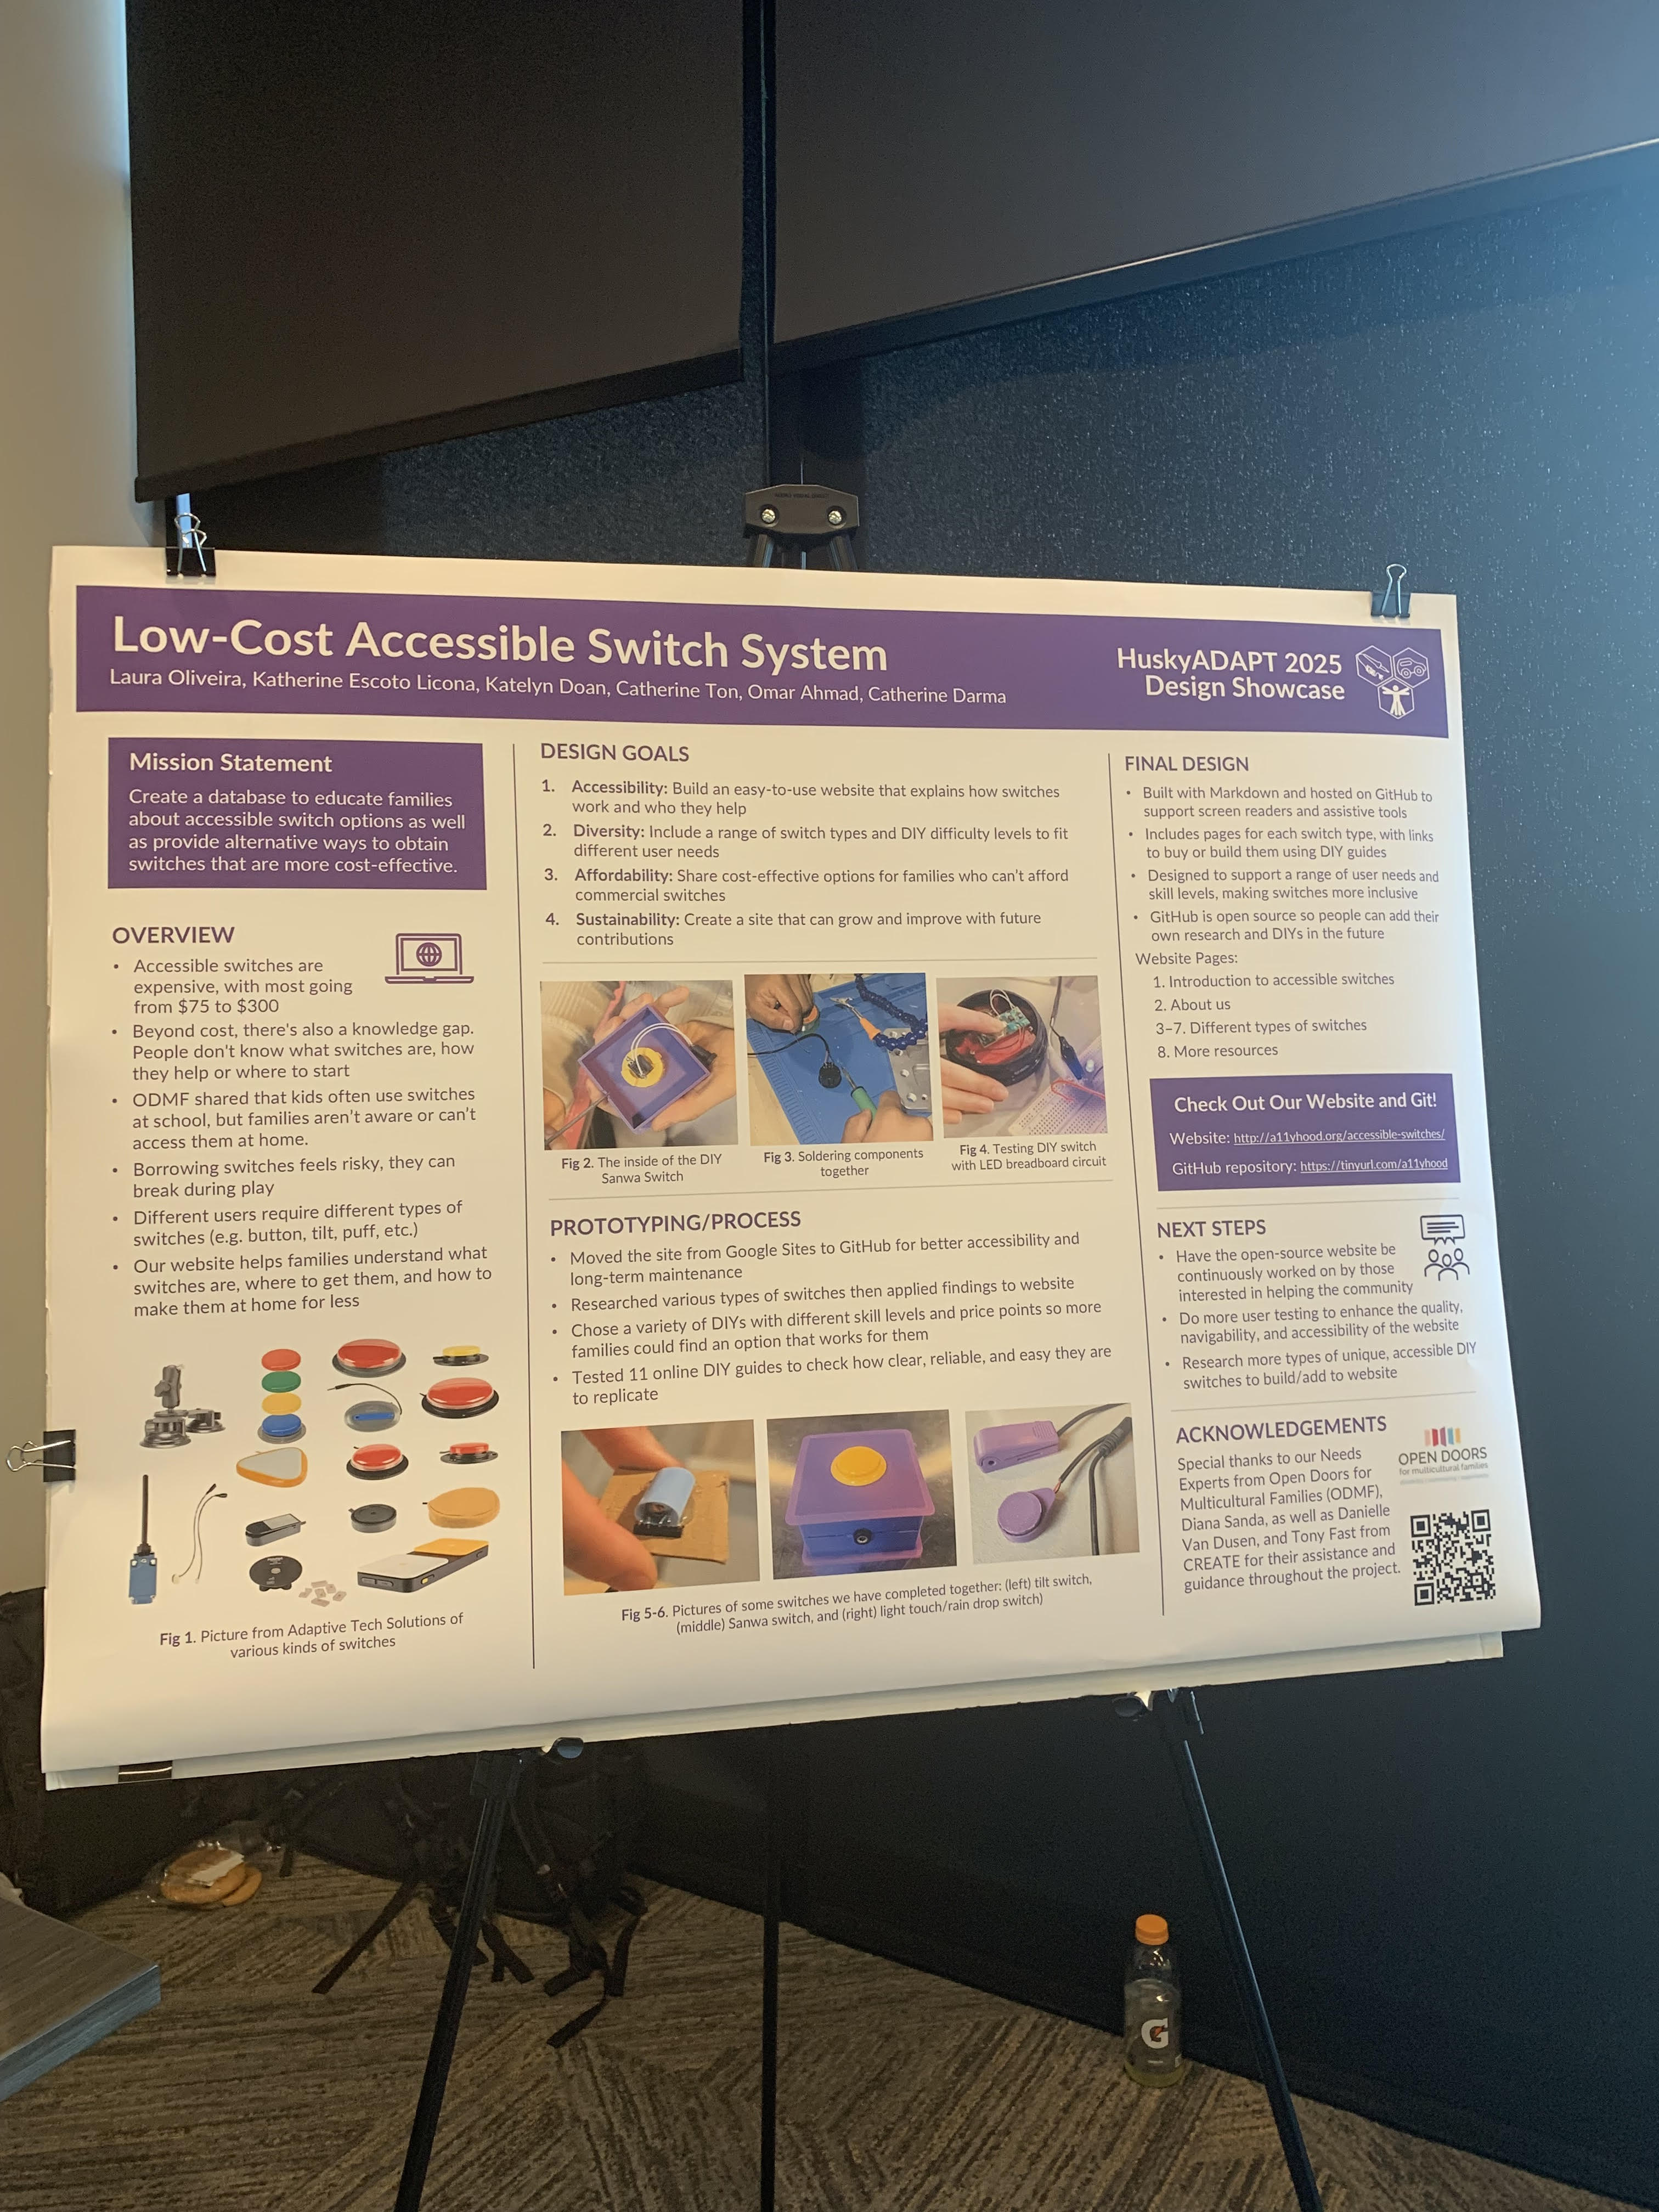 Low-Cost Accessible Switch System
Laura Oliveira, Katherine Escoto Licona, Katelyn Doan, Catherine Ton, Omar Ahmad, Catherine Darma
HuskyADAPT 2025
Design Showcase
Mission Statement
Create a database to educate families
about accessible switch options as well
as provide alternative ways to obtain
switches that are more cost-effective.
OVERVIEW
• Accessible switches are
expensive, with most going
from $75 to $300
• Beyond cost, there's also a knowledge gap.
People don't know what switches are, how
they help or where to start
• ODMF shared that kids often use switches
at school, but families aren't aware or can't
access them at home.
• Borrowing switches feels risky, they can
break during play
• Different users require different types of
switches (e.g. button, tilt, puff, etc.)
• Our website helps families understand what
switches are, where to get them, and how to
make them at home for less
Fig 1. Picture from Adaptive Tech Solutions of
various kinds of switches
DESIGN GOALS
1. Accessibility: Build an easy-to-use website that explains how switches
work and who they help
2. Diversity: Include a range of switch types and DIY difficulty levels to fit
different user needs
3. Affordability: Share cost-effective options for families who can't afford
commercial switches
4. Sustainability: Create a site that can grow and improve with future
contributions
Fig 2. The inside of the DIY
Sanwa Switch
Fig 3. Soldering components
together
Fig 4. Testing DIY switch
with LED breadboard circuit
PROTOTYPING/PROCESS
• Moved the site from Google Sites to GitHub for better accessibility and
long-term maintenance
• Researched various types of switches then applied findings to website
• Chose a variety of DIYs with different skill levels and price points so more
families could find an option that works for them
• Tested 11 online DIY guides to check how clear, reliable, and easy they are
to replicate
Fig 5-6. Pictures of some switches we have completed together: (left) tilt switch,
(middle) Sanwa switch, and (right) light touch/rain drop switch)
FINAL DESIGN
• Built with Markdown and hosted on GitHub to
support screen readers and assistive tools
• Includes pages for each switch type, with links
to buy or build them using DIY guides
• Designed to support a range of user needs and
skill levels, making switches more inclusive
• GitHub is open source so people can add their
own research and DIYs in the future
Website Pages:
1. Introduction to accessible switches
2. About us
3–7. Different types of switches
8. More resources
Check Out Our Website and Git!
Website: http://a11yhood.org/accessible-switches/
GitHub repository: https://tinyurl.com/a11yhood
NEXT STEPS
• Have the open-source website be
continuously worked on by those
interested in helping the community
• Do more user testing to enhance the quality,
navigability, and accessibility of the website
• Research more types of unique, accessible DIY
switches to build/add to website
ACKNOWLEDGEMENTS
Special thanks to our Needs
Experts from Open Doors for
Multicultural Families (ODMF),
Diana Sanda, as well as Danielle
Van Dusen, and Tony Fast from
CREATE for their assistance and
guidance throughout the project.
OPEN DOORS
for multicultural families
G